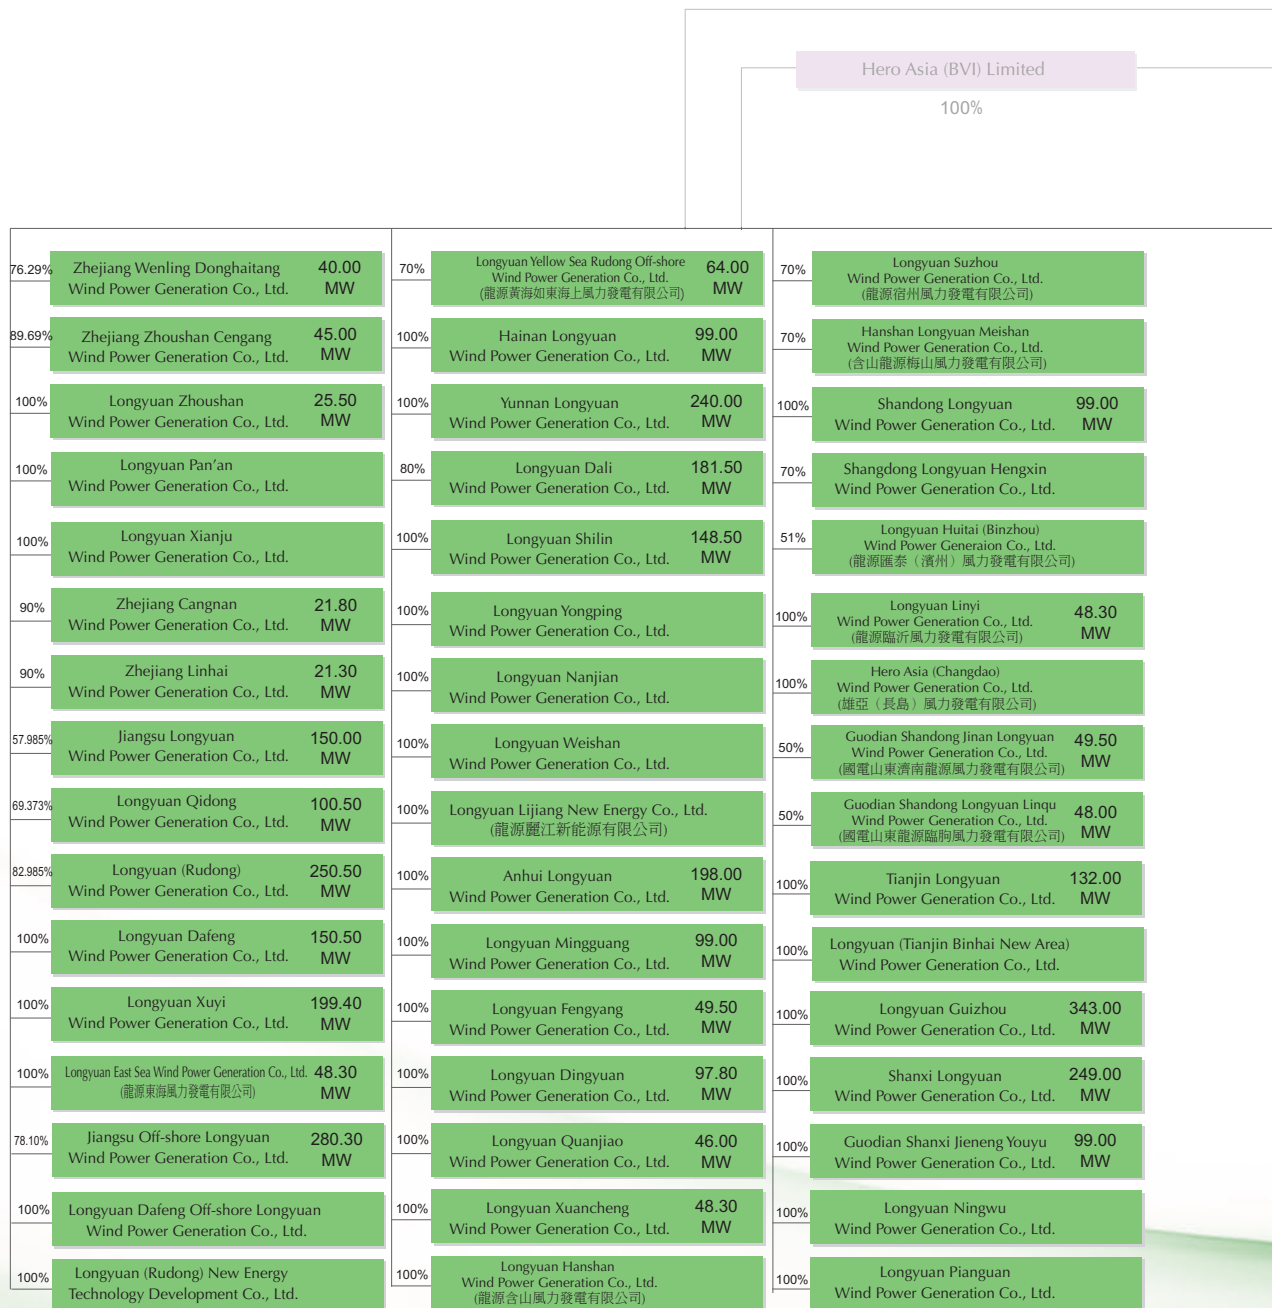 Hero Asia (BVI) Limited
100%
76.29%
Zhejiang Wenling Donghaitang
Wind Power Generation Co., Ltd.
40.00
MW
89.69%
Zhejiang Zhoushan Cengang
Wind Power Generation Co., Ltd.
45.00
MW
100%
Longyuan Zhoushan
Wind Power Generation Co., Ltd.
25.50
MW
100%
Longyuan Pan’an
Wind Power Generation Co., Ltd.
100%
Longyuan Xianju
Wind Power Generation Co., Ltd.
90%
Zhejiang Cangnan
Wind Power Generation Co., Ltd.
21.80
MW
90%
Zhejiang Linhai
Wind Power Generation Co., Ltd.
21.30
MW
57.985%
Jiangsu Longyuan
Wind Power Generation Co., Ltd.
150.00
MW
69.373%
Longyuan Qidong
Wind Power Generation Co., Ltd.
100.50
MW
82.985%
Longyuan (Rudong)
Wind Power Generation Co., Ltd.
250.50
MW
100%
Longyuan Dafeng
Wind Power Generation Co., Ltd.
150.50
MW
100%
Longyuan Xuyi
Wind Power Generation Co., Ltd.
199.40
MW
100%
Longyuan East Sea Wind Power Generation Co., Ltd.
(龍源東海風力發電有限公司)
48.30
MW
78.10%
Jiangsu Off-shore Longyuan
Wind Power Generation Co., Ltd.
280.30
MW
100%
Longyuan Dafeng Off-shore Longyuan
Wind Power Generation Co., Ltd.
100%
Longyuan (Rudong) New Energy
Technology Development Co., Ltd.
70%
Longyuan Yellow Sea Rudong Off-shore
Wind Power Generation Co., Ltd.
(龍源黃海如東海上風力發電有限公司)
64.00
MW
100%
Hainan Longyuan
Wind Power Generation Co., Ltd.
99.00
MW
100%
Yunnan Longyuan
Wind Power Generation Co., Ltd.
240.00
MW
80%
Longyuan Dali
Wind Power Generation Co., Ltd.
181.50
MW
100%
Longyuan Shilin
Wind Power Generation Co., Ltd.
148.50
MW
100%
Longyuan Yongping
Wind Power Generation Co., Ltd.
100%
Longyuan Nanjian
Wind Power Generation Co., Ltd.
100%
Longyuan Weishan
Wind Power Generation Co., Ltd.
100%
Longyuan Lijiang New Energy Co., Ltd.
(龍源麗江新能源有限公司)
100%
Anhui Longyuan
Wind Power Generation Co., Ltd.
198.00
MW
100%
Longyuan Mingguang
Wind Power Generation Co., Ltd.
99.00
MW
100%
Longyuan Fengyang
Wind Power Generation Co., Ltd.
49.50
MW
100%
Longyuan Dingyuan
Wind Power Generation Co., Ltd.
97.80
MW
100%
Longyuan Quanjiao
Wind Power Generation Co., Ltd.
46.00
MW
100%
Longyuan Xuancheng
Wind Power Generation Co., Ltd.
48.30
MW
100%
Longyuan Hanshan
Wind Power Generation Co., Ltd.
(龍源含山風力發電有限公司)
70%
Longyuan Suzhou
Wind Power Generation Co., Ltd.
(龍源宿州風力發電有限公司)
70%
Hanshan Longyuan Meishan
Wind Power Generation Co., Ltd.
(含山龍源梅山風力發電有限公司)
100%
Shandong Longyuan
Wind Power Generation Co., Ltd.
99.00
MW
70%
Shangdong Longyuan Hengxin
Wind Power Generation Co., Ltd.
51%
Longyuan Huitai (Binzhou)
Wind Power Generaion Co., Ltd.
(龍源匯泰（濱州）風力發電有限公司)
100%
Longyuan Linyi
Wind Power Generation Co., Ltd.
(龍源臨沂風力發電有限公司)
48.30
MW
100%
Hero Asia (Changdao)
Wind Power Generation Co., Ltd.
(雄亞（長島）風力發電有限公司)
50%
Guodian Shandong Jinan Longyuan
Wind Power Generation Co., Ltd.
(國電山東濟南龍源風力發電有限公司)
49.50
MW
50%
Guodian Shandong Longyuan Linqu
Wind Power Generation Co., Ltd.
(國電山東龍源臨朐風力發電有限公司)
48.00
MW
100%
Tianjin Longyuan
Wind Power Generation Co., Ltd.
132.00
MW
100%
Longyuan (Tianjin Binhai New Area)
Wind Power Generation Co., Ltd.
100%
Longyuan Guizhou
Wind Power Generation Co., Ltd.
343.00
MW
100%
Shanxi Longyuan
Wind Power Generation Co., Ltd.
249.00
MW
100%
Guodian Shanxi Jieneng Youyu
Wind Power Generation Co., Ltd.
99.00
MW
100%
Longyuan Ningwu
Wind Power Generation Co., Ltd.
100%
Longyuan Pianguan
Wind Power Generation Co., Ltd.